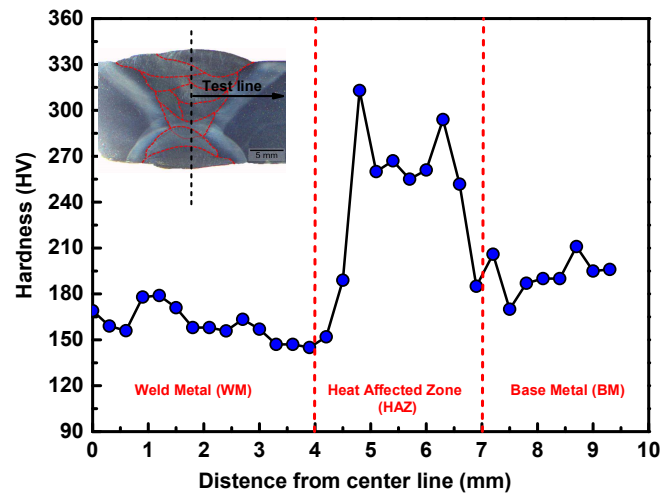 360
330
300
270
240
210
180
150
120
90
Hardness (HV)
Test line
5 mm
Weld Metal (WM)
Heat Affected Zone
(HAZ)
Base Metal (BM)
0 1 2 3 4 5 6 7 8 9 10
Distence from center line (mm)